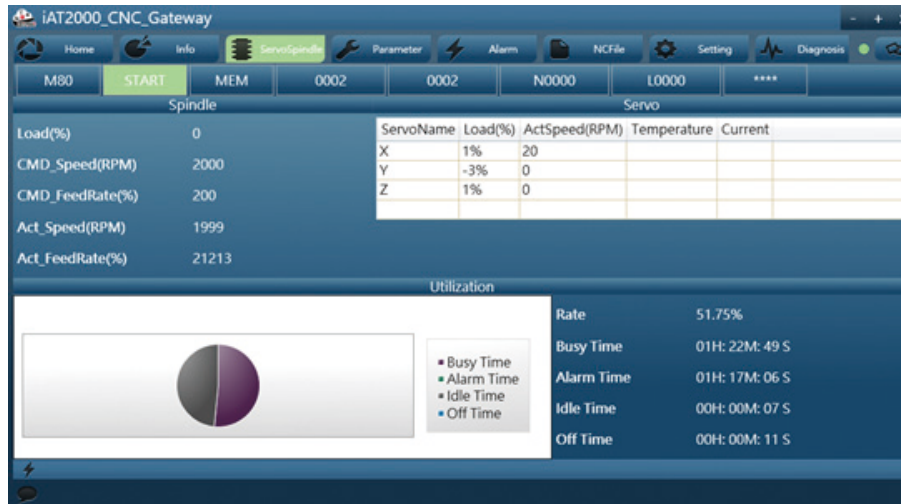 iAT2000_CNC_Gateway
Home Info ServoSpindle Parameter Alarm NCFile Setting Diagnosis
M80 START MEM 0002 0002 N0000 L0000 ****
Spindle Servo
Load(%) 0
CMD_Speed(RPM) 2000
CMD_FeedRate(%) 200
Act_Speed(RPM) 1999
Act_FeedRate(%) 21213
ServoName Load(%) ActSpeed(RPM) Temperature Current
X 1% 20
Y -3% 0
Z 1% 0
Utilization
Busy Time
Alarm Time
Idle Time
Off Time
Rate 51.75%
Busy Time 01H: 22M: 49 S
Alarm Time 01H: 17M: 06 S
Idle Time 00H: 00M: 07 S
Off Time 00H: 00M: 11 S